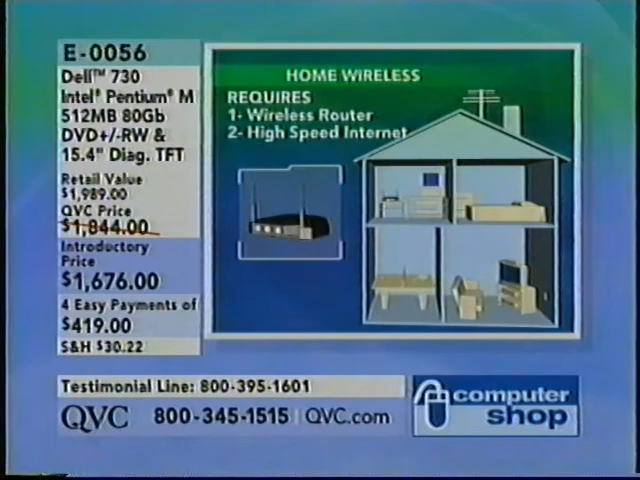 E-0056
Dell™ 730
Intel® Pentium® M
512MB 80Gb
DVD+/-RW &
15.4" Diag. TFT
Retail Value
$1,989.00
QVC Price
$1,844.00
Introductory
Price
$1,676.00
4 Easy Payments of
$419.00
S&H $30.22
HOME WIRELESS
REQUIRES
1- Wireless Router
2- High Speed Internet
Testimonial Line: 800-395-1601
QVC 800-345-1515 | QVC.com
computer
shop